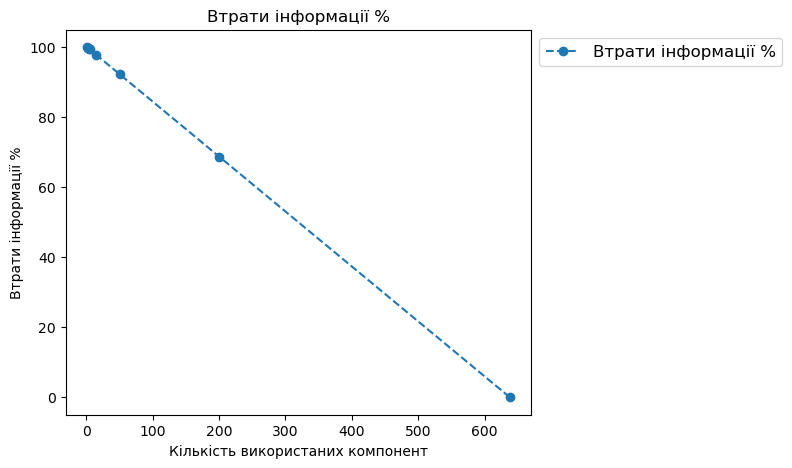 Втрати інформації %
Втрати інформації %
Втрати інформації %
100
80
60
40
20
0
0 100 200 300 400 500 600
Кількість використаних компонент